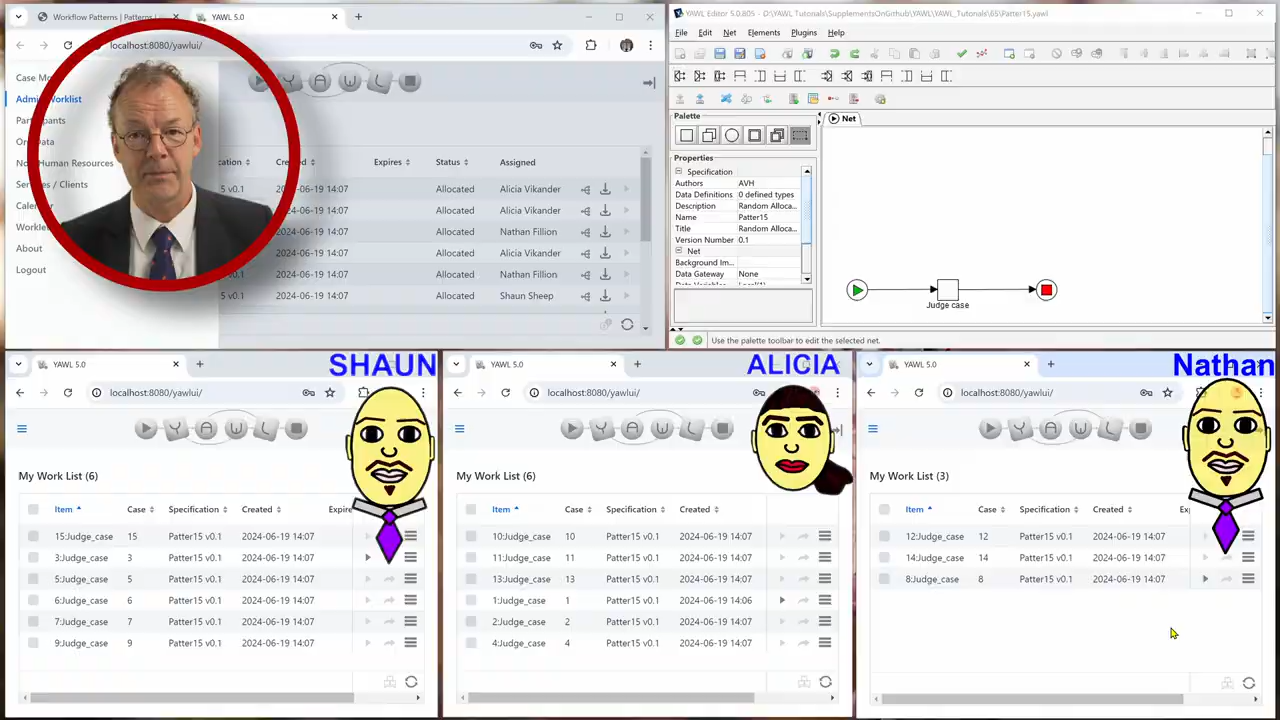 Workflow Patterns | Patterns
YAWL 5.0
localhost:8080/yawlui/
Case Mo
Admin Worklist
Participants
Org Data
Human Resources
Services / Clients
Calen
Workle
About
Logout
cation Created Expires Status Assigned
5 v0.1 2024-06-19 14:07 Allocated Alicia Vikander
2024-06-19 14:07 Allocated Alicia Vikander
2024-06-19 14:07 Allocated Nathan Fillion
2024-06-19 14:07 Allocated Alicia Vikander
2024-06-19 14:07 Allocated Nathan Fillion
5 v0.1 2024-06-19 14:07 Allocated Shaun Sheep
YAWL Editor 5.0.805 - D:\YAWL Tutorials\SupplementsOnGithub\YAWL\YAWL_Tutorials\65\Patter15.yawl
File Edit Net Elements Plugins Help
Palette
Net
Properties
Specification
Authors AVH
Data Definitions 0 defined types
Description Random Alloca...
Name Patter15
Title Random Alloca...
Version Number 0.1
Net
Background Im...
Data Gateway None
Judge case
Use the palette toolbar to edit the selected net.
YAWL 5.0
SHAUN
localhost:8080/yawlui/
My Work List (6)
Item Case Specification Created Expire
15:Judge_case 15 Patter15 v0.1 2024-06-19 14:07
3:Judge_case Patter15 v0.1 2024-06-19 14:07
5:Judge_case Patter15 v0.1 2024-06-19 14:07
6:Judge_case Patter15 v0.1 2024-06-19 14:07
7:Judge_case Patter15 v0.1 2024-06-19 14:07
9:Judge_case Patter15 v0.1 2024-06-19 14:07
YAWL 5.0
ALICIA
localhost:8080/yawlui/
My Work List (6)
Item Case Specification Created
10:Judge_case 10 Patter15 v0.1 2024-06-19 14:07
11:Judge_case 11 Patter15 v0.1 2024-06-19 14:07
13:Judge_case 13 Patter15 v0.1 2024-06-19 14:07
1:Judge_case 1 Patter15 v0.1 2024-06-19 14:06
2:Judge_case 2 Patter15 v0.1 2024-06-19 14:07
4:Judge_case 4 Patter15 v0.1 2024-06-19 14:07
YAWL 5.0
Nathan
localhost:8080/yawlui/
My Work List (3)
Item Case Specification Created Ex
12:Judge_case 12 Patter15 v0.1 2024-06-19 14:07
14:Judge_case 14 Patter15 v0.1 2024-06-19 14:07
8:Judge_case 8 Patter15 v0.1 2024-06-19 14:07